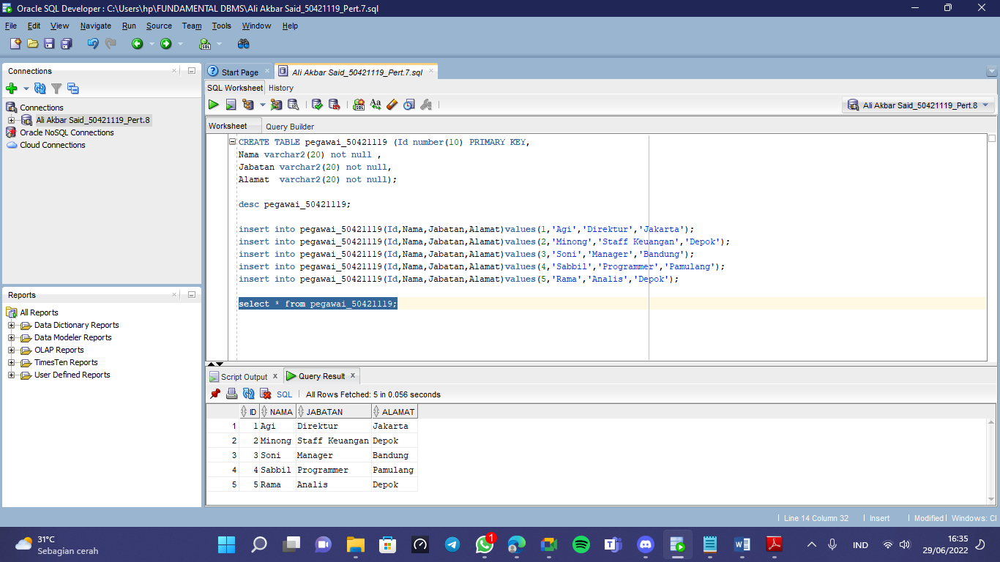 Oracle SQL Developer : C:\Users\hp\FUNDAMENTAL DBMS\Ali Akbar Said_50421119_Pert.7.sql
File Edit View Navigate Run Source Team Tools Window Help
Connections
Connections
Ali Akbar Said_50421119_Pert.8
Oracle NoSQL Connections
Cloud Connections
Reports
All Reports
Data Dictionary Reports
Data Modeler Reports
OLAP Reports
TimesTen Reports
User Defined Reports
Start Page
Ali Akbar Said_50421119_Pert.7.sql
SQL Worksheet History
Ali Akbar Said_50421119_Pert.8
Worksheet Query Builder
CREATE TABLE pegawai_50421119 (Id number(10) PRIMARY KEY,
Nama varchar2(20) not null ,
Jabatan varchar2(20) not null,
Alamat  varchar2(20) not null);
desc pegawai_50421119;
insert into pegawai_50421119(Id,Nama,Jabatan,Alamat)values(1,'Agi','Direktur','Jakarta');
insert into pegawai_50421119(Id,Nama,Jabatan,Alamat)values(2,'Minong','Staff Keuangan','Depok');
insert into pegawai_50421119(Id,Nama,Jabatan,Alamat)values(3,'Soni','Manager','Bandung');
insert into pegawai_50421119(Id,Nama,Jabatan,Alamat)values(4,'Sabbil','Programmer','Pamulang');
insert into pegawai_50421119(Id,Nama,Jabatan,Alamat)values(5,'Rama','Analis','Depok');
select * from pegawai_50421119;
Script Output Query Result
SQL All Rows Fetched: 5 in 0.056 seconds
ID NAMA JABATAN ALAMAT
1 1 Agi Direktur Jakarta
2 2 Minong Staff Keuangan Depok
3 3 Soni Manager Bandung
4 4 Sabbil Programmer Pamulang
5 5 Rama Analis Depok
Line 14 Column 32 Insert Modified Windows: Cl
31°C
Sebagian cerah
1
IND
16:35
29/06/2022